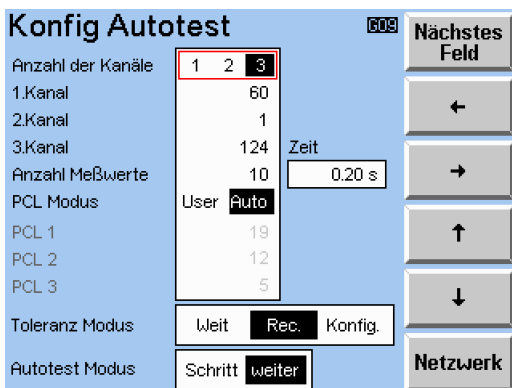 Konfig Autotest
G09
Nächstes
Feld
Anzahl der Kanäle 1 2 3
1.Kanal 60
2.Kanal 1
3.Kanal 124 Zeit
Anzahl Meßwerte 10 0.20 s
PCL Modus User Auto
PCL 1 19
PCL 2 12
PCL 3 5
Toleranz Modus Weit Rec. Konfig.
Autotest Modus Schritt weiter
Netzwerk